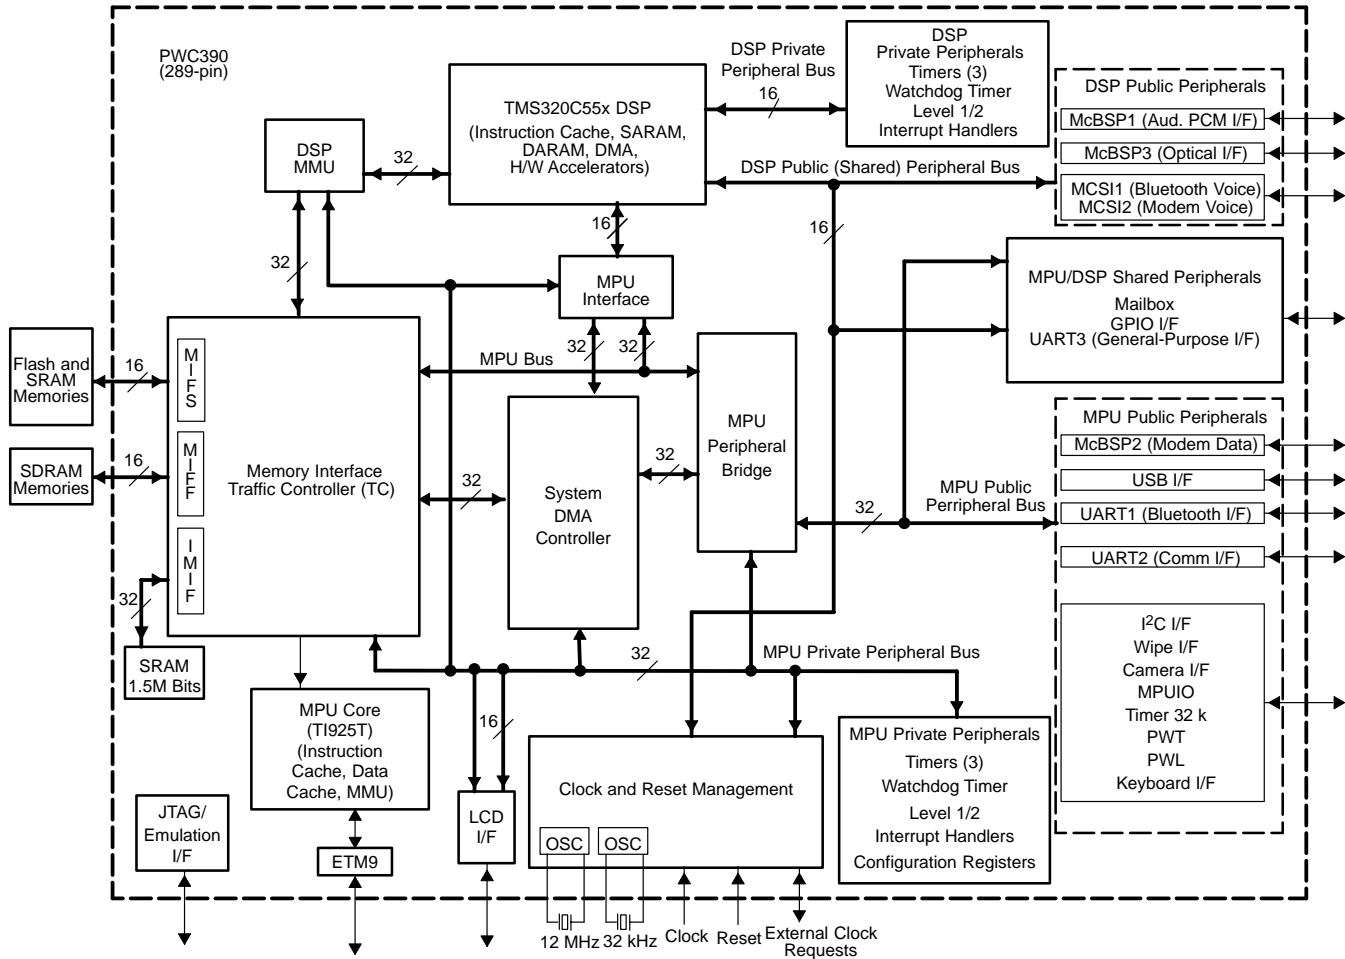 PWC390
(289-pin)
TMS320C55x DSP
(Instruction Cache, SARAM,
DARAM, DMA,
H/W Accelerators)
DSP Private
Peripheral Bus
16
DSP
Private Peripherals
Timers (3)
Watchdog Timer
Level 1/2
Interrupt Handlers
DSP Public Peripherals
McBSP1 (Aud. PCM I/F)
McBSP3 (Optical I/F)
MCSI1 (Bluetooth Voice)
MCSI2 (Modem Voice)
DSP
MMU
32
DSP Public (Shared) Peripheral Bus
16
16
32
MPU
Interface
MPU/DSP Shared Peripherals
Mailbox
GPIO I/F
UART3 (General-Purpose I/F)
Flash and
SRAM
Memories
16
M
I
F
S
MPU Bus
32
32
SDRAM
Memories
16
M
I
F
F
Memory Interface
Traffic Controller (TC)
32
System
DMA
Controller
32
MPU
Peripheral
Bridge
32
MPU Public
Perripheral Bus
MPU Public Peripherals
McBSP2 (Modem Data)
USB I/F
UART1 (Bluetooth I/F)
UART2 (Comm I/F)
I2C I/F
Wipe I/F
Camera I/F
MPUIO
Timer 32 k
PWT
PWL
Keyboard I/F
I
M
I
F
32
SRAM
1.5M Bits
32
MPU Private Peripheral Bus
MPU Core
(TI925T)
(Instruction
Cache, Data
Cache, MMU)
16
LCD
I/F
Clock and Reset Management
OSC
OSC
MPU Private Peripherals
Timers (3)
Watchdog Timer
Level 1/2
Interrupt Handlers
Configuration Registers
JTAG/
Emulation
I/F
ETM9
12 MHz
32 kHz
Clock
Reset
External Clock
Requests